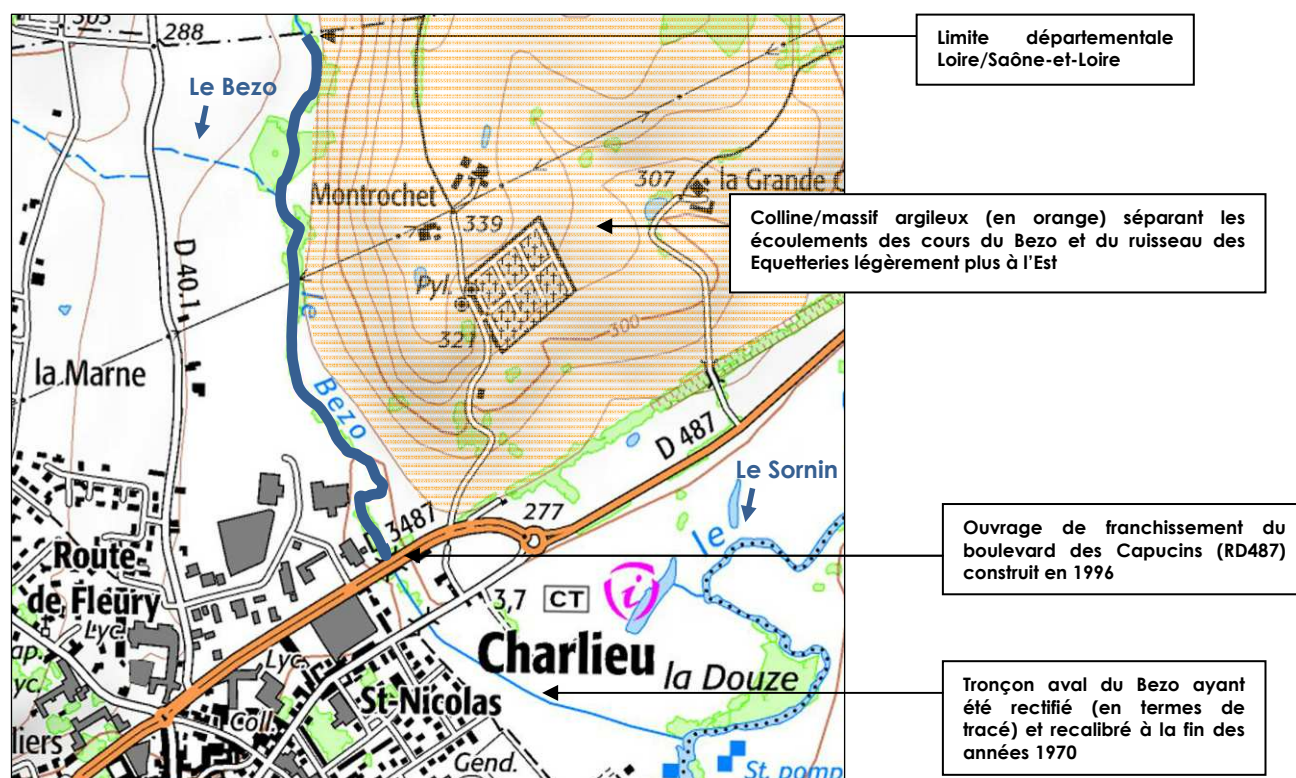 303
288
Limite départementale
Loire/Saône-et-Loire
Le Bezo
Montrochet
307
la Grande
339
Colline/massif argileux (en orange) séparant les
écoulements des cours du Bezo et du ruisseau des
Equetteries légèrement plus à l'Est
D 40.1
le
Pyl.
321
300
la Marne
Bezo
D 487
Le Sornin
le
3487
277
Ouvrage de franchissement du
boulevard des Capucins (RD487)
construit en 1996
Route
de Fleury
3,7
CT
i
Lyc.
ap.
yc.
Charlieu
la Douze
Lyc.
St-Nicolas
Tronçon aval du Bezo ayant
été rectifié (en termes de
tracé) et recalibré à la fin des
années 1970
liers
Coll.
Gend.
St. pomp